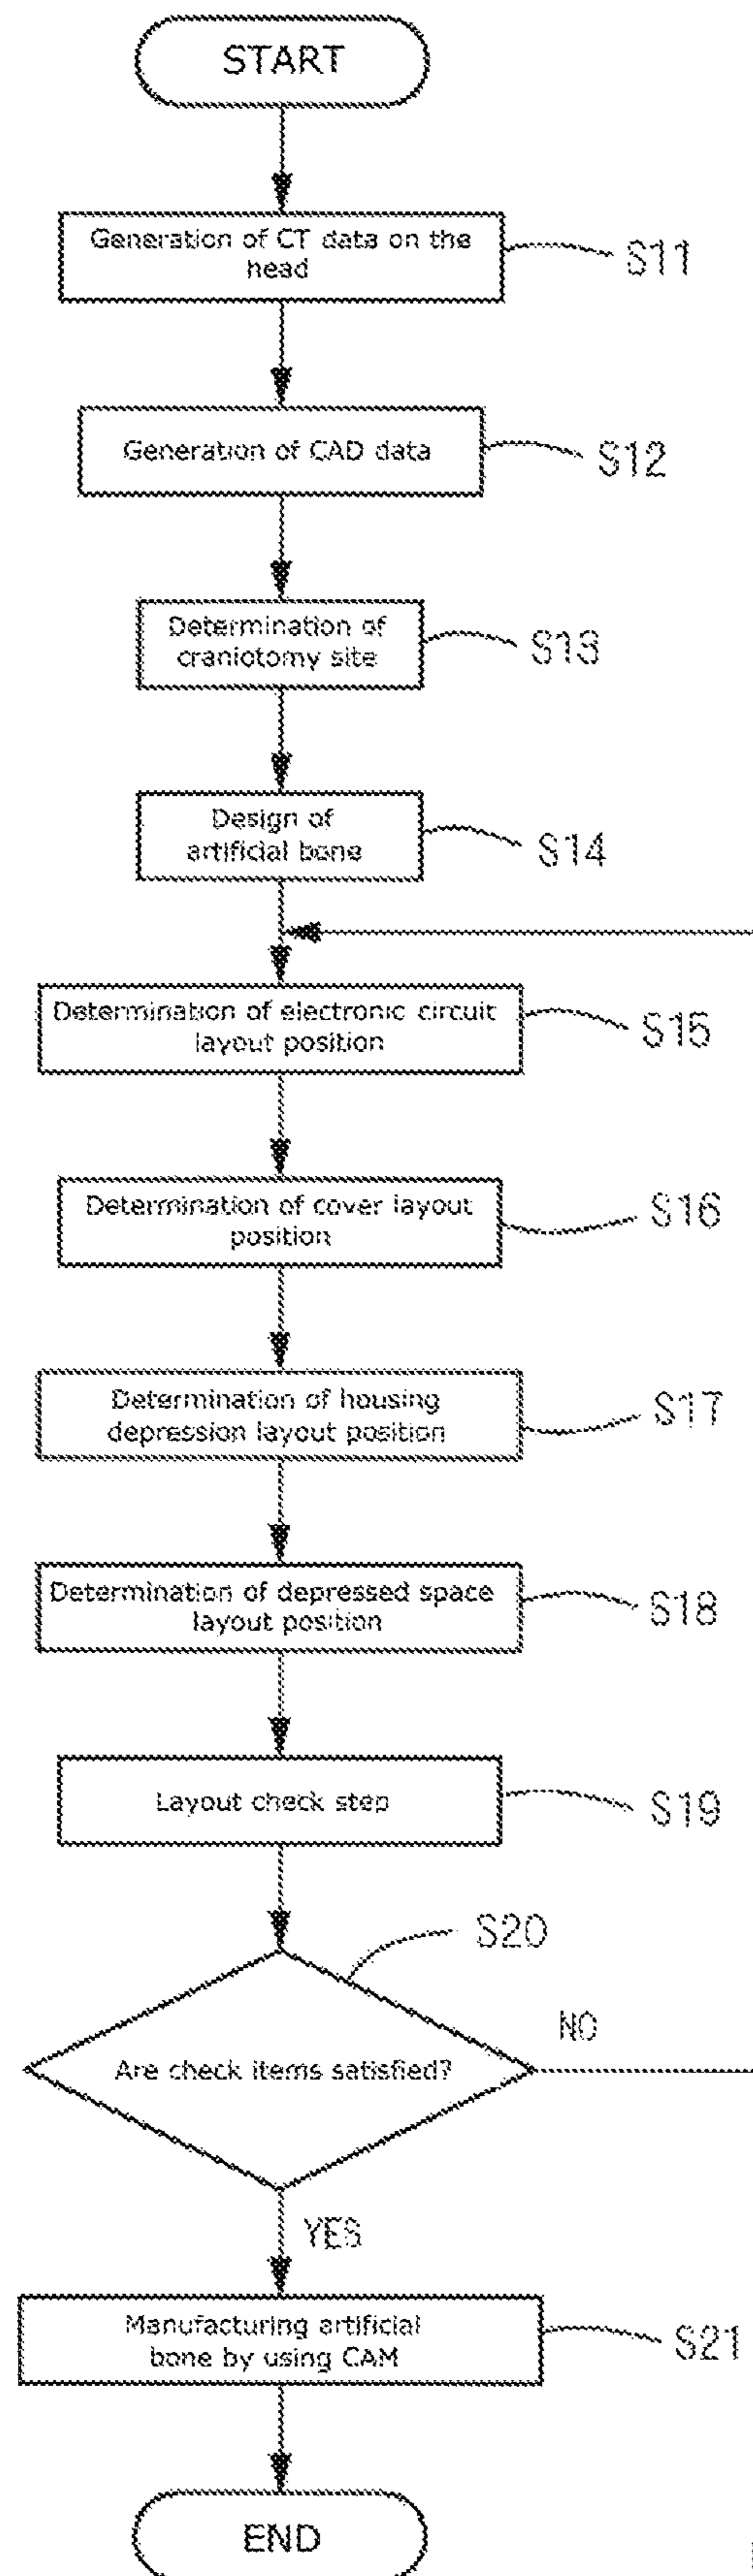 START
Generation of CT data on the
head
S11
Generation of CAD data
S12
Determination of
craniotomy site
S13
Design of
artificial bone
S14
Determination of electronic circuit
layout position
S15
Determination of cover layout
position
S16
Determination of housing
depression layout position
S17
Determination of depressed space
layout position
S18
Layout check step
S19
S20
Are check items satisfied?
NO
YES
Manufacturing artificial
bone by using CAM
S21
END